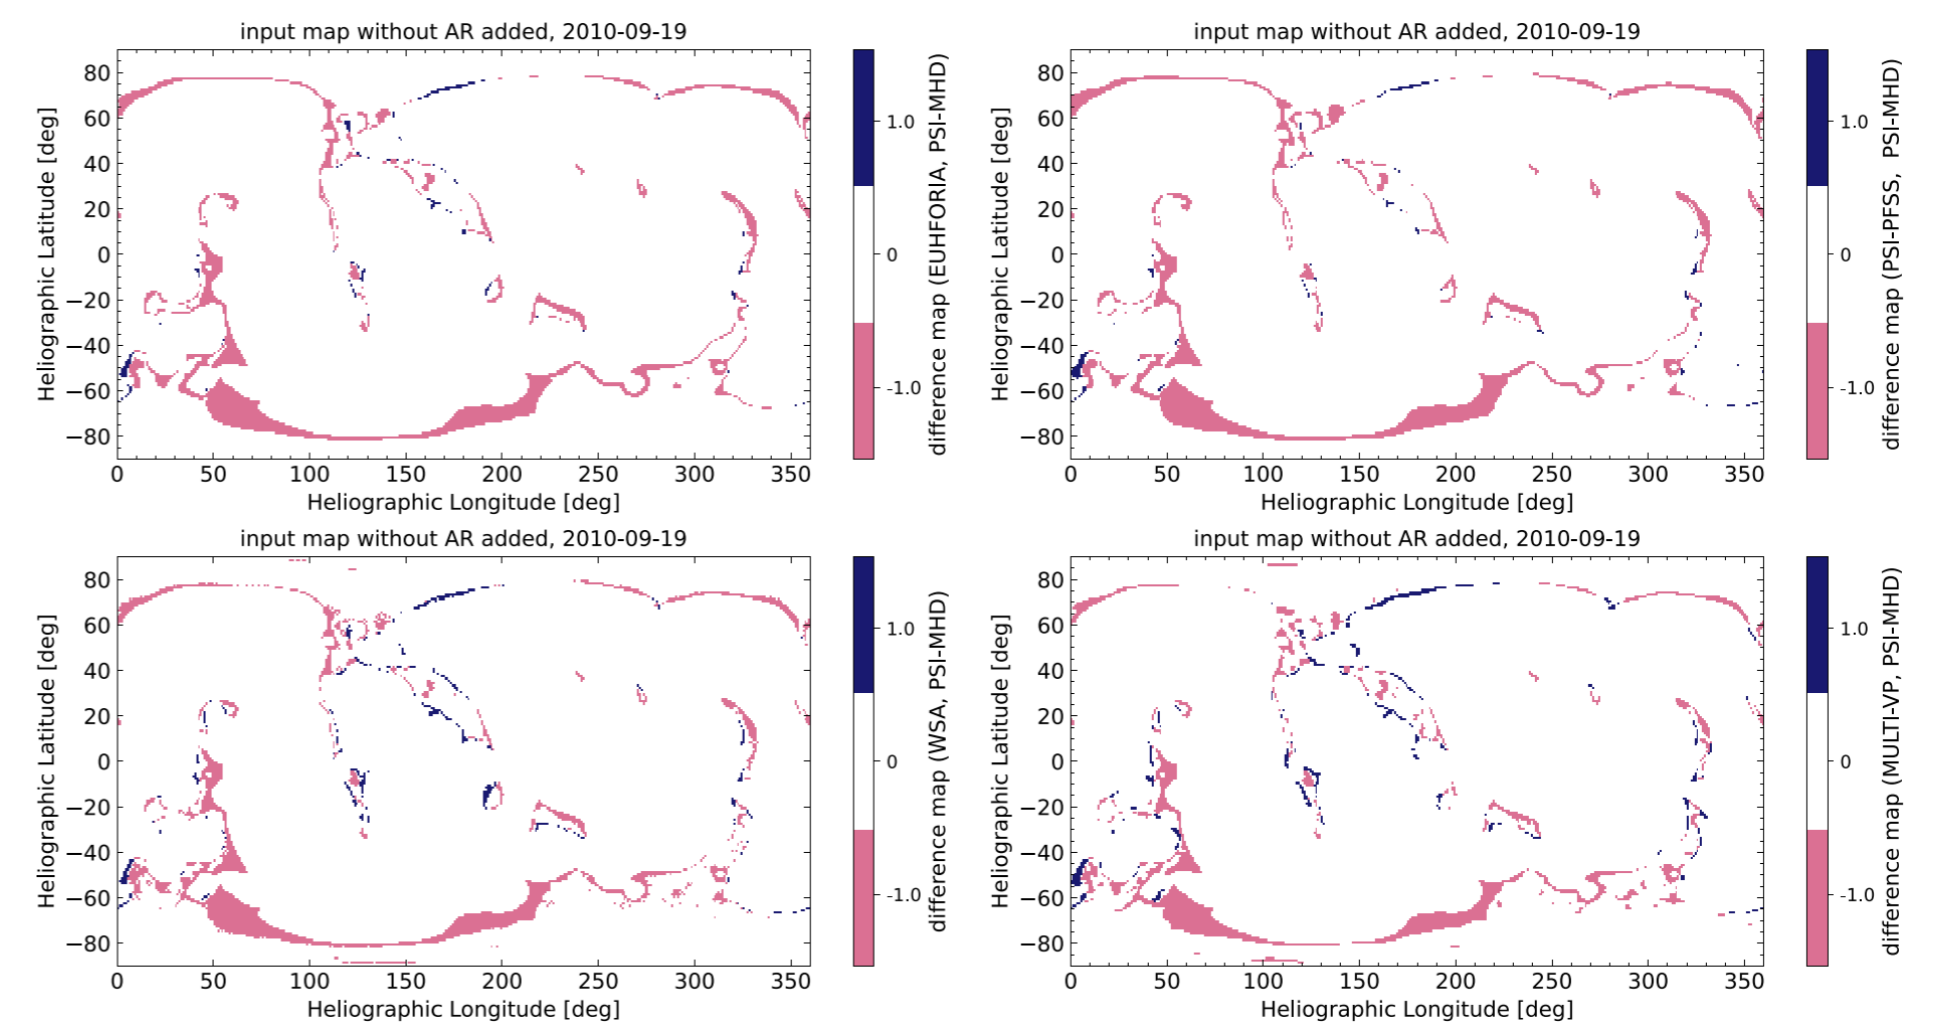 input map without AR added, 2010-09-19
80
60
40
20
0
−20
−40
−60
−80
Heliographic Latitude [deg]
0 50 100 150 200 250 300 350
Heliographic Longitude [deg]
1.0
0
-1.0
difference map (EUHFORIA, PSI-MHD)
input map without AR added, 2010-09-19
80
60
40
20
0
−20
−40
−60
−80
Heliographic Latitude [deg]
0 50 100 150 200 250 300 350
Heliographic Longitude [deg]
1.0
0
-1.0
difference map (PSI-PFSS, PSI-MHD)
input map without AR added, 2010-09-19
80
60
40
20
0
−20
−40
−60
−80
Heliographic Latitude [deg]
0 50 100 150 200 250 300 350
Heliographic Longitude [deg]
1.0
0
-1.0
difference map (WSA, PSI-MHD)
input map without AR added, 2010-09-19
80
60
40
20
0
−20
−40
−60
−80
Heliographic Latitude [deg]
0 50 100 150 200 250 300 350
Heliographic Longitude [deg]
1.0
0
-1.0
difference map (MULTI-VP, PSI-MHD)